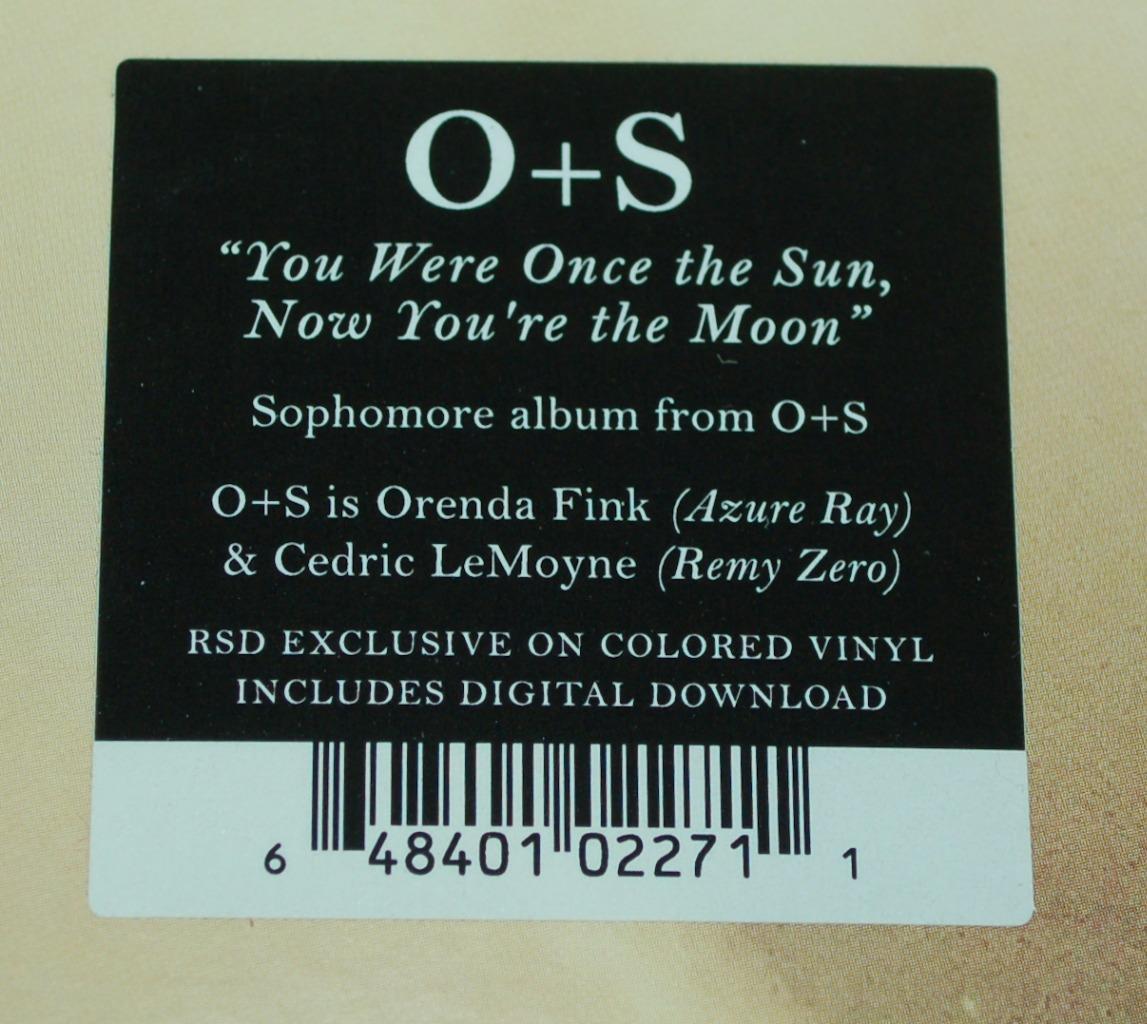 O+S
“You Were Once the Sun,
Now You're the Moon”
Sophomore album from O+S
O+S is Orenda Fink (Azure Ray)
& Cedric LeMoyne (Remy Zero)
RSD EXCLUSIVE ON COLORED VINYL
INCLUDES DIGITAL DOWNLOAD
6 48401 02271 1